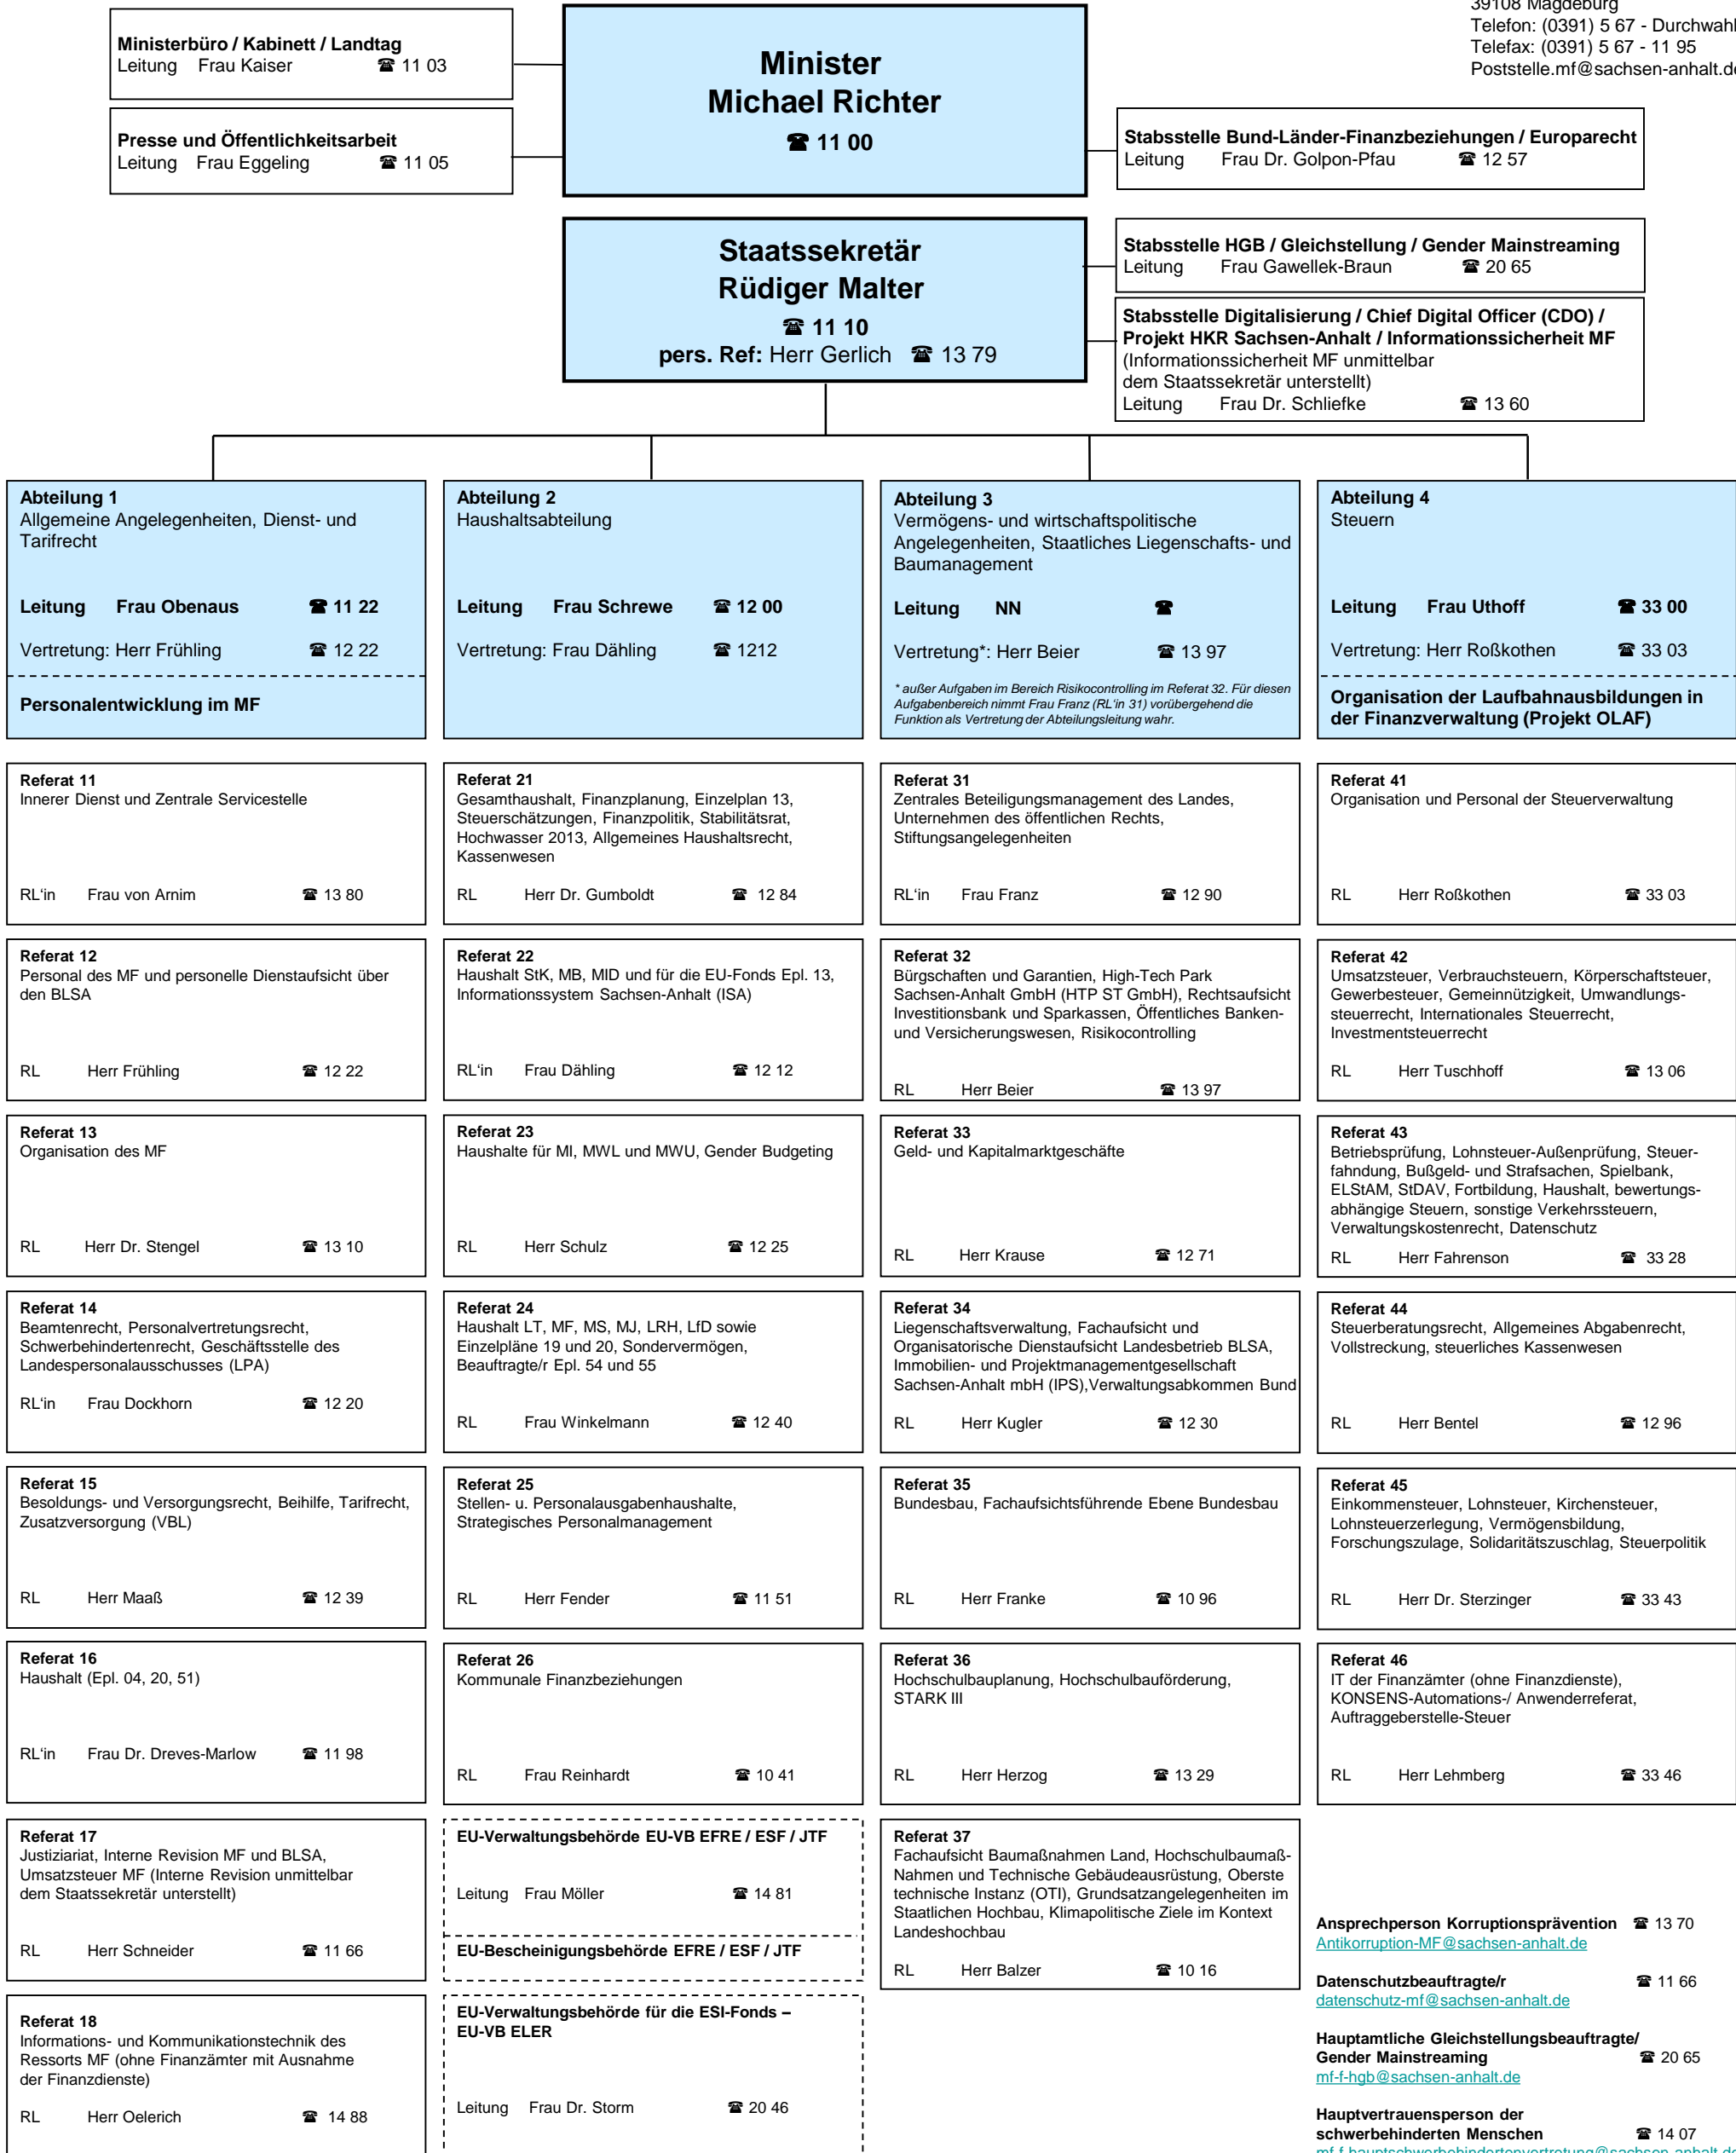 39108 Magdeburg
Telefon: (0391) 5 67 - Durchwahl
Telefax: (0391) 5 67 - 11 95
Poststelle.mf@sachsen-anhalt.de
Ministerbüro / Kabinett / Landtag
Leitung Frau Kaiser ☎ 11 03
Presse und Öffentlichkeitsarbeit
Leitung Frau Eggeling ☎ 11 05
Minister
Michael Richter
☎ 11 00
Stabsstelle Bund-Länder-Finanzbeziehungen / Europarecht
Leitung Frau Dr. Golpon-Pfau ☎ 12 57
Staatssekretär
Rüdiger Malter
☎ 11 10
pers. Ref: Herr Gerlich ☎ 13 79
Stabsstelle HGB / Gleichstellung / Gender Mainstreaming
Leitung Frau Gawellek-Braun ☎ 20 65
Stabsstelle Digitalisierung / Chief Digital Officer (CDO) /
Projekt HKR Sachsen-Anhalt / Informationssicherheit MF
(Informationssicherheit MF unmittelbar
dem Staatssekretär unterstellt)
Leitung Frau Dr. Schliefke ☎ 13 60
Abteilung 1
Allgemeine Angelegenheiten, Dienst- und
Tarifrecht
Leitung Frau Obenaus ☎ 11 22
Vertretung: Herr Frühling ☎ 12 22
Personalentwicklung im MF
Referat 11
Innerer Dienst und Zentrale Servicestelle
RL‘in Frau von Arnim ☎ 13 80
Referat 12
Personal des MF und personelle Dienstaufsicht über
den BLSA
RL Herr Frühling ☎ 12 22
Referat 13
Organisation des MF
RL Herr Dr. Stengel ☎ 13 10
Referat 14
Beamtenrecht, Personalvertretungsrecht,
Schwerbehindertenrecht, Geschäftsstelle des
Landespersonalausschusses (LPA)
RL‘in Frau Dockhorn ☎ 12 20
Referat 15
Besoldungs- und Versorgungsrecht, Beihilfe, Tarifrecht,
Zusatzversorgung (VBL)
RL Herr Maaß ☎ 12 39
Referat 16
Haushalt (Epl. 04, 20, 51)
RL‘in Frau Dr. Dreves-Marlow ☎ 11 98
Referat 17
Justiziariat, Interne Revision MF und BLSA,
Umsatzsteuer MF (Interne Revision unmittelbar
dem Staatssekretär unterstellt)
RL Herr Schneider ☎ 11 66
Referat 18
Informations- und Kommunikationstechnik des
Ressorts MF (ohne Finanzämter mit Ausnahme
der Finanzdienste)
RL Herr Oelerich ☎ 14 88
Abteilung 2
Haushaltsabteilung
Leitung Frau Schrewe ☎ 12 00
Vertretung: Frau Dähling ☎ 1212
Referat 21
Gesamthaushalt, Finanzplanung, Einzelplan 13,
Steuerschätzungen, Finanzpolitik, Stabilitätsrat,
Hochwasser 2013, Allgemeines Haushaltsrecht,
Kassenwesen
RL Herr Dr. Gumboldt ☎ 12 84
Referat 22
Haushalt StK, MB, MID und für die EU-Fonds Epl. 13,
Informationssystem Sachsen-Anhalt (ISA)
RL‘in Frau Dähling ☎ 12 12
Referat 23
Haushalte für MI, MWL und MWU, Gender Budgeting
RL Herr Schulz ☎ 12 25
Referat 24
Haushalt LT, MF, MS, MJ, LRH, LfD sowie
Einzelpläne 19 und 20, Sondervermögen,
Beauftragte/r Epl. 54 und 55
RL Frau Winkelmann ☎ 12 40
Referat 25
Stellen- u. Personalausgabenhaushalte,
Strategisches Personalmanagement
RL Herr Fender ☎ 11 51
Referat 26
Kommunale Finanzbeziehungen
RL Frau Reinhardt ☎ 10 41
EU-Verwaltungsbehörde EU-VB EFRE / ESF / JTF
Leitung Frau Möller ☎ 14 81
EU-Bescheinigungsbehörde EFRE / ESF / JTF
EU-Verwaltungsbehörde für die ESI-Fonds –
EU-VB ELER
Leitung Frau Dr. Storm ☎ 20 46
Abteilung 3
Vermögens- und wirtschaftspolitische
Angelegenheiten, Staatliches Liegenschafts- und
Baumanagement
Leitung NN ☎
Vertretung*: Herr Beier ☎ 13 97
* außer Aufgaben im Bereich Risikocontrolling im Referat 32. Für diesen
Aufgabenbereich nimmt Frau Franz (RL‘in 31) vorübergehend die
Funktion als Vertretung der Abteilungsleitung wahr.
Referat 31
Zentrales Beteiligungsmanagement des Landes,
Unternehmen des öffentlichen Rechts,
Stiftungsangelegenheiten
RL‘in Frau Franz ☎ 12 90
Referat 32
Bürgschaften und Garantien, High-Tech Park
Sachsen-Anhalt GmbH (HTP ST GmbH), Rechtsaufsicht
Investitionsbank und Sparkassen, Öffentliches Banken-
und Versicherungswesen, Risikocontrolling
RL Herr Beier ☎ 13 97
Referat 33
Geld- und Kapitalmarktgeschäfte
RL Herr Krause ☎ 12 71
Referat 34
Liegenschaftsverwaltung, Fachaufsicht und
Organisatorische Dienstaufsicht Landesbetrieb BLSA,
Immobilien- und Projektmanagementgesellschaft
Sachsen-Anhalt mbH (IPS),Verwaltungsabkommen Bund
RL Herr Kugler ☎ 12 30
Referat 35
Bundesbau, Fachaufsichtsführende Ebene Bundesbau
RL Herr Franke ☎ 10 96
Referat 36
Hochschulbauplanung, Hochschulbauförderung,
STARK III
RL Herr Herzog ☎ 13 29
Referat 37
Fachaufsicht Baumaßnahmen Land, Hochschulbaumaß-
Nahmen und Technische Gebäudeausrüstung, Oberste
technische Instanz (OTI), Grundsatzangelegenheiten im
Staatlichen Hochbau, Klimapolitische Ziele im Kontext
Landeshochbau
RL Herr Balzer ☎ 10 16
Abteilung 4
Steuern
Leitung Frau Uthoff ☎ 33 00
Vertretung: Herr Roßkothen ☎ 33 03
Organisation der Laufbahnausbildungen in
der Finanzverwaltung (Projekt OLAF)
Referat 41
Organisation und Personal der Steuerverwaltung
RL Herr Roßkothen ☎ 33 03
Referat 42
Umsatzsteuer, Verbrauchsteuern, Körperschaftsteuer,
Gewerbesteuer, Gemeinnützigkeit, Umwandlungs-
steuerrecht, Internationales Steuerrecht,
Investmentsteuerrecht
RL Herr Tuschhoff ☎ 13 06
Referat 43
Betriebsprüfung, Lohnsteuer-Außenprüfung, Steuer-
fahndung, Bußgeld- und Strafsachen, Spielbank,
ELStAM, StDAV, Fortbildung, Haushalt, bewertungs-
abhängige Steuern, sonstige Verkehrssteuern,
Verwaltungskostenrecht, Datenschutz
RL Herr Fahrenson ☎ 33 28
Referat 44
Steuerberatungsrecht, Allgemeines Abgabenrecht,
Vollstreckung, steuerliches Kassenwesen
RL Herr Bentel ☎ 12 96
Referat 45
Einkommensteuer, Lohnsteuer, Kirchensteuer,
Lohnsteuerzerlegung, Vermögensbildung,
Forschungszulage, Solidaritätszuschlag, Steuerpolitik
RL Herr Dr. Sterzinger ☎ 33 43
Referat 46
IT der Finanzämter (ohne Finanzdienste),
KONSENS-Automations-/ Anwenderreferat,
Auftraggeberstelle-Steuer
RL Herr Lehmberg ☎ 33 46
Ansprechperson Korruptionsprävention ☎ 13 70
Antikorruption-MF@sachsen-anhalt.de
Datenschutzbeauftragte/r ☎ 11 66
datenschutz-mf@sachsen-anhalt.de
Hauptamtliche Gleichstellungsbeauftragte/
Gender Mainstreaming ☎ 20 65
mf-f-hgb@sachsen-anhalt.de
Hauptvertrauensperson der
schwerbehinderten Menschen ☎ 14 07
mf-f-hauptschwerbehindertenvertretung@sachsen-anhalt.de